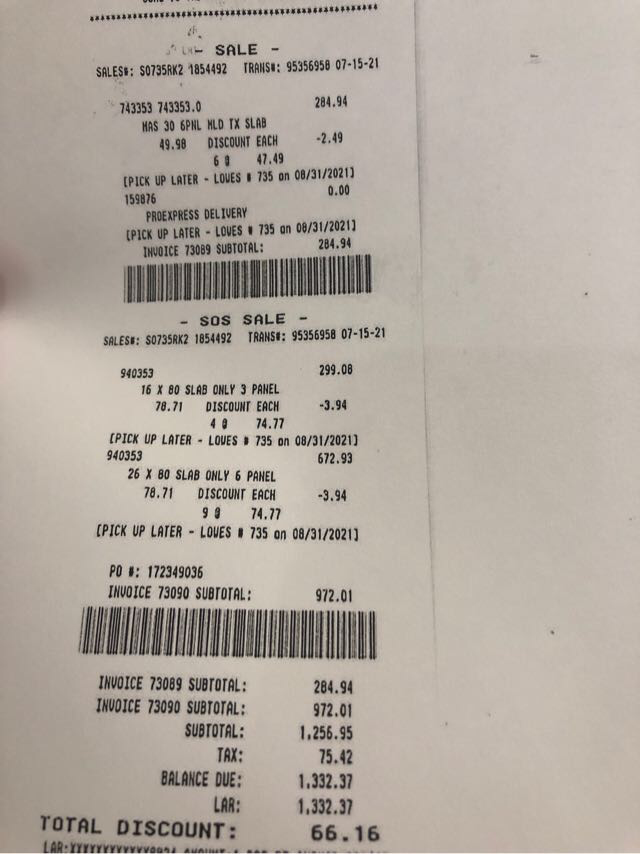 ************************************************
- SALE -
SALES#: S0735RK2 1854492 TRANS#: 95356958 07-15-21
743353 743353.0 284.94
MAS 30 6PNL MLD TX SLAB
49.98 DISCOUNT EACH -2.49
6 @ 47.49
[PICK UP LATER - LOWES # 735 on 08/31/2021]
159876 0.00
PROEXPRESS DELIVERY
[PICK UP LATER - LOWES # 735 on 08/31/2021]
INVOICE 73089 SUBTOTAL: 284.94
- SOS SALE -
SALES#: S0735RK2 1854492 TRANS#: 95356958 07-15-21
940353 299.08
16 X 80 SLAB ONLY 3 PANEL
78.71 DISCOUNT EACH -3.94
4 @ 74.77
[PICK UP LATER - LOWES # 735 on 08/31/2021]
940353 672.93
26 X 80 SLAB ONLY 6 PANEL
78.71 DISCOUNT EACH -3.94
9 @ 74.77
[PICK UP LATER - LOWES # 735 on 08/31/2021]
PO #: 172349036
INVOICE 73090 SUBTOTAL: 972.01
INVOICE 73089 SUBTOTAL: 284.94
INVOICE 73090 SUBTOTAL: 972.01
SUBTOTAL: 1,256.95
TAX: 75.42
BALANCE DUE: 1,332.37
LAR: 1,332.37
TOTAL DISCOUNT: 66.16